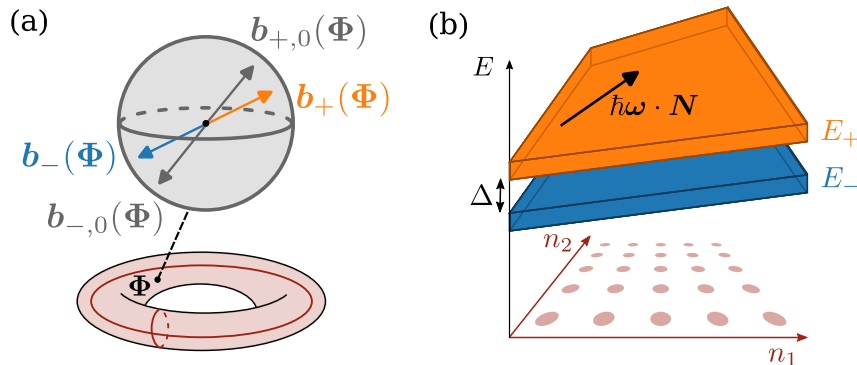 (a)
b₊,₀(Φ)
b₊(Φ)
b₋(Φ)
b₋,₀(Φ)
Φ
(b)
E
ħω · N
E₊
Δ
E₋
n₂
n₁